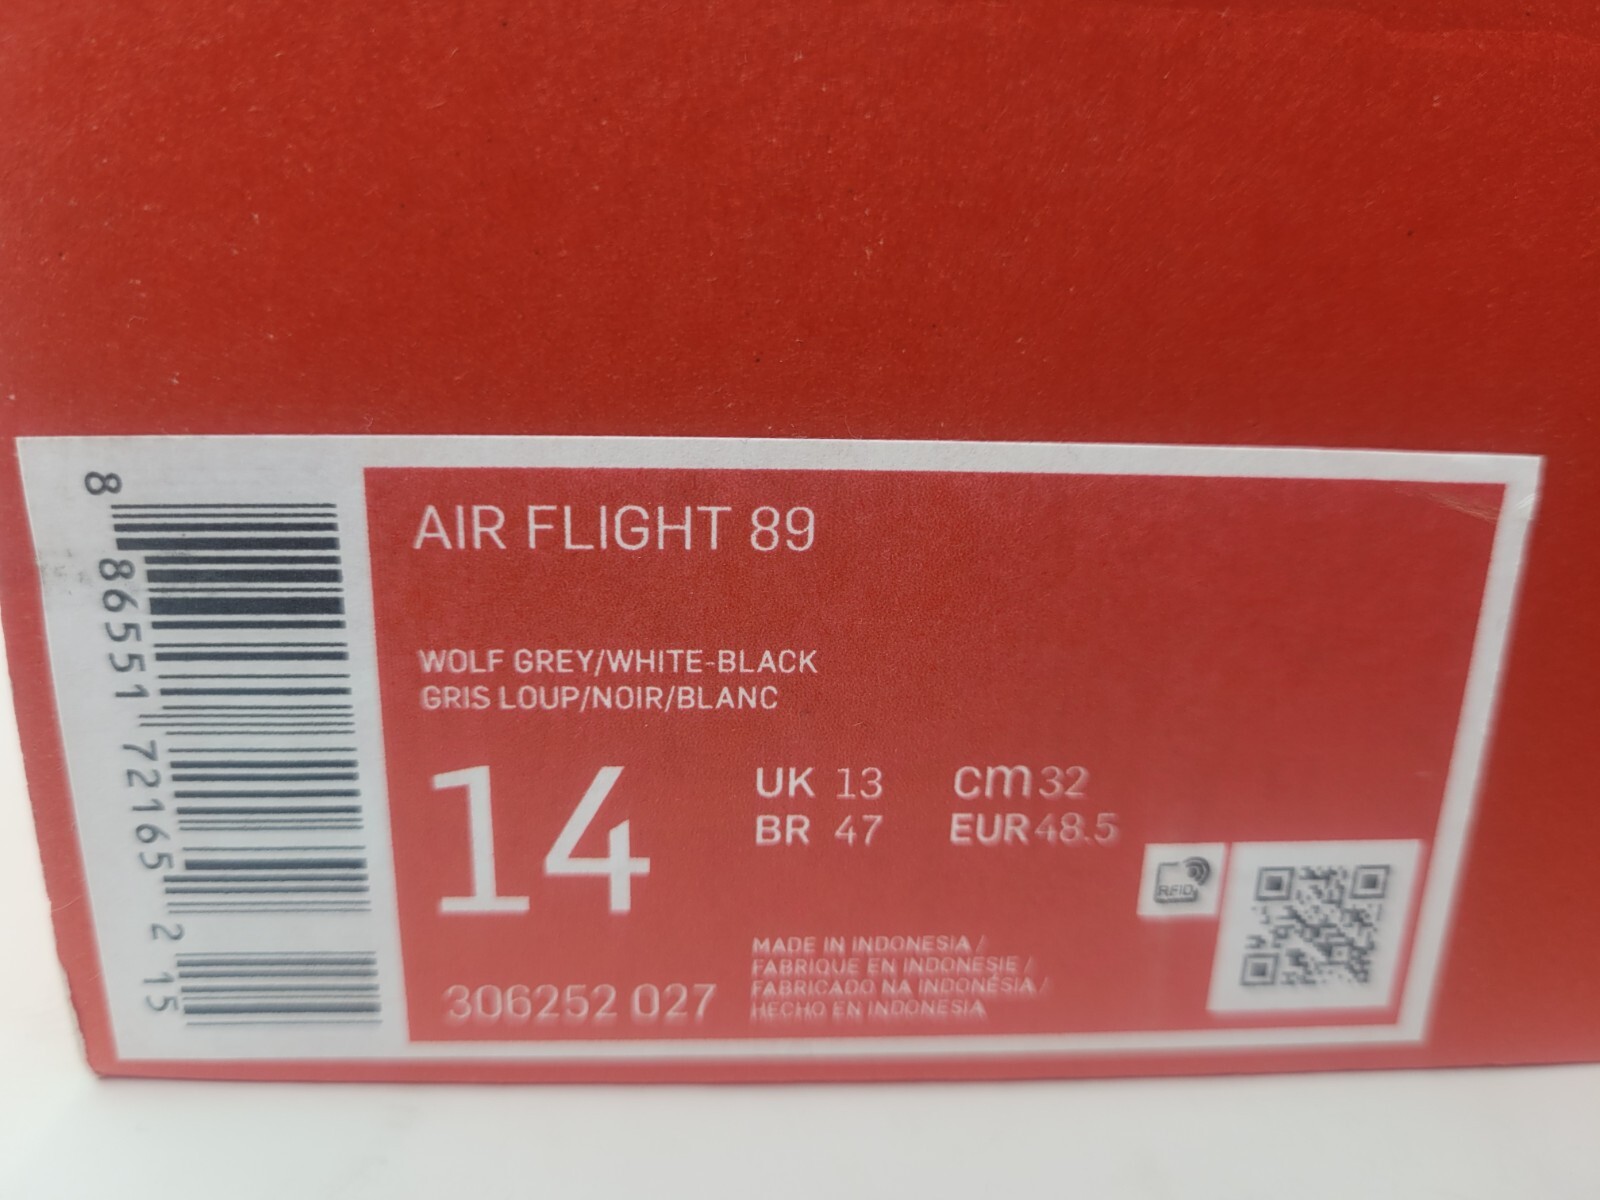 8 86551 72165 2 15
AIR FLIGHT 89
WOLF GREY/WHITE-BLACK
GRIS LOUP/NOIR/BLANC
14
UK 13 cm 32
BR 47 EUR 48.5
RFID
306252 027
MADE IN INDONESIA /
FABRIQUE EN INDONESIE /
FABRICADO NA INDONÉSIA /
HECHO EN INDONESIA